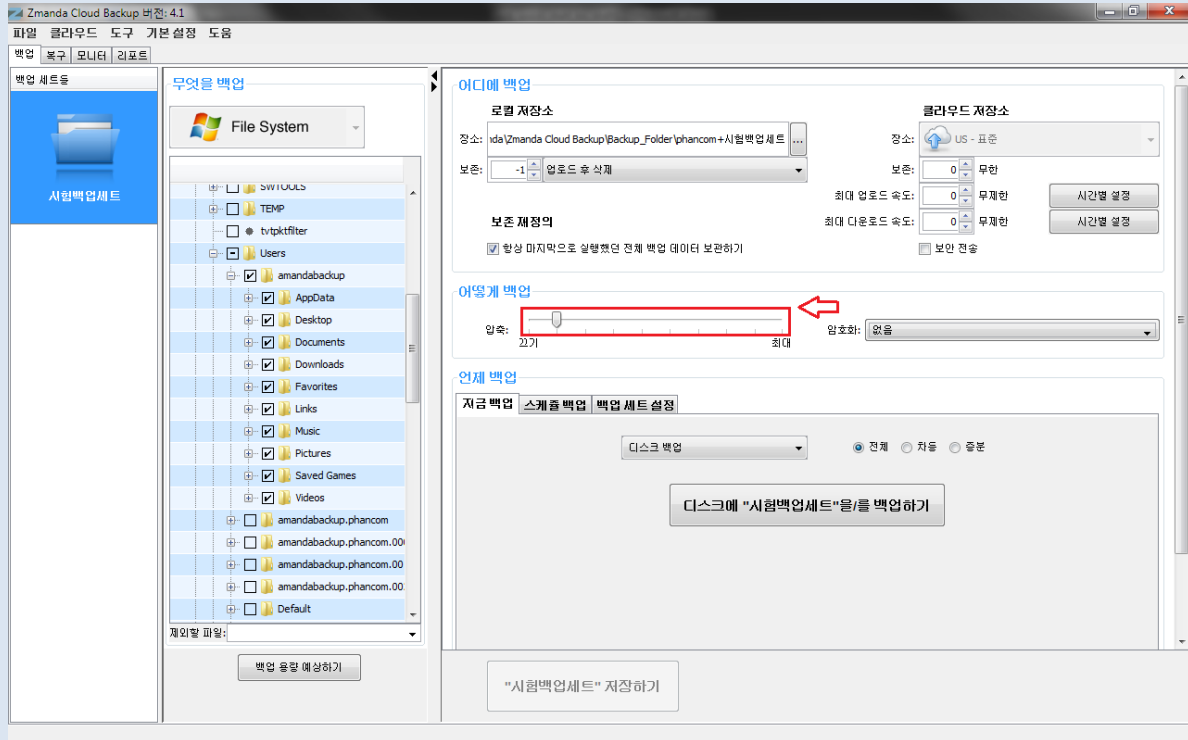 Zmanda Cloud Backup 버전: 4.1
파일 클라우드 도구 기본 설정 도움
백업 복구 모니터 리포트
백업 세트들
시험백업세트
무엇을 백업
File System
SWTOOLS
TEMP
tvtpktfilter
Users
amandabackup
AppData
Desktop
Documents
Downloads
Favorites
Links
Music
Pictures
Saved Games
Videos
amandabackup.phancom
amandabackup.phancom.00
amandabackup.phancom.00
amandabackup.phancom.00
Default
제외할 파일:
백업 용량 예상하기
어디에 백업
로컬 저장소
장소: nda\Zmanda Cloud Backup\Backup_Folder\phancom+시험백업세트 ...
보존: -1 업로드 후 삭제
보존 재정의
항상 마지막으로 실행했던 전체 백업 데이터 보관하기
클라우드 저장소
장소: US - 표준
보존: 0 무한
최대 업로드 속도: 0 무제한 시간별 설정
최대 다운로드 속도: 0 무제한 시간별 설정
보안 전송
어떻게 백업
압축:
끄기 최대
암호화: 없음
언제 백업
지금 백업 스케쥴 백업 백업 세트 설정
디스크 백업 전체 차등 증분
디스크에 "시험백업세트"을/를 백업하기
"시험백업세트" 저장하기